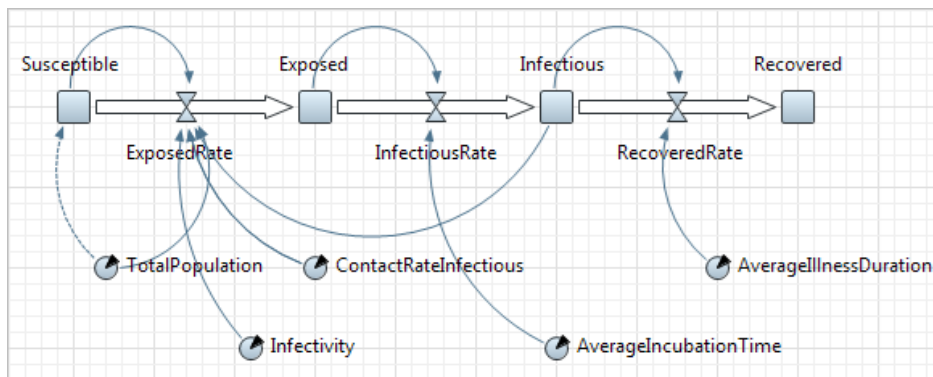 Susceptible
Exposed
Infectious
Recovered
ExposedRate
InfectiousRate
RecoveredRate
TotalPopulation
ContactRateInfectious
AverageIllnessDuration
Infectivity
AverageIncubationTime